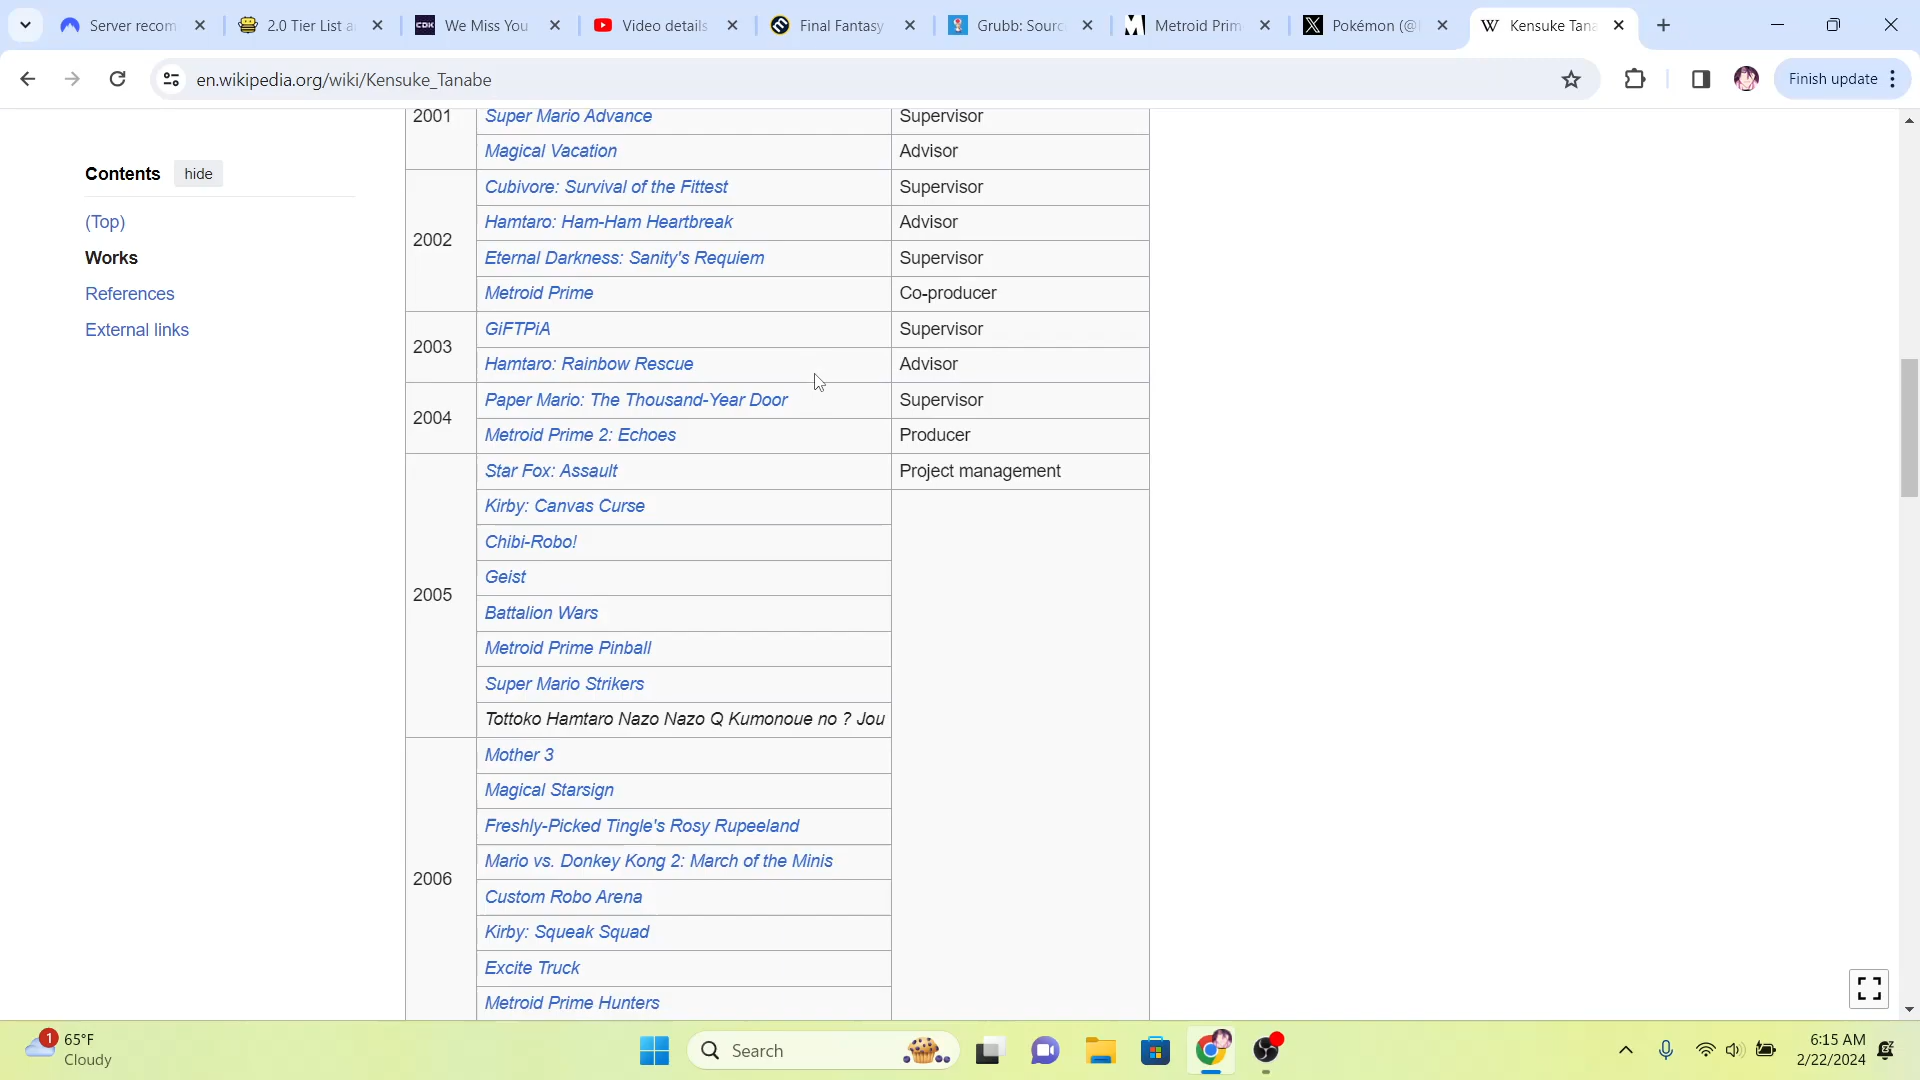 Server recom
2.0 Tier List a
We Miss You
Video details
Final Fantasy
Grubb: Sourc
Metroid Prim
Pokémon (@
Kensuke Tana
en.wikipedia.org/wiki/Kensuke_Tanabe
Finish update
Contents
hide
(Top)
Works
References
External links
2001
Super Mario Advance
Supervisor
Magical Vacation
Advisor
2002
Cubivore: Survival of the Fittest
Supervisor
Hamtaro: Ham-Ham Heartbreak
Advisor
Eternal Darkness: Sanity's Requiem
Supervisor
Metroid Prime
Co-producer
2003
GiFTPiA
Supervisor
Hamtaro: Rainbow Rescue
Advisor
2004
Paper Mario: The Thousand-Year Door
Supervisor
Metroid Prime 2: Echoes
Producer
2005
Star Fox: Assault
Project management
Kirby: Canvas Curse
Chibi-Robo!
Geist
Battalion Wars
Metroid Prime Pinball
Super Mario Strikers
Tottoko Hamtaro Nazo Nazo Q Kumonoue no ? Jou
2006
Mother 3
Magical Starsign
Freshly-Picked Tingle's Rosy Rupeeland
Mario vs. Donkey Kong 2: March of the Minis
Custom Robo Arena
Kirby: Squeak Squad
Excite Truck
Metroid Prime Hunters
1
65°F
Cloudy
Search
6:15 AM
2/22/2024